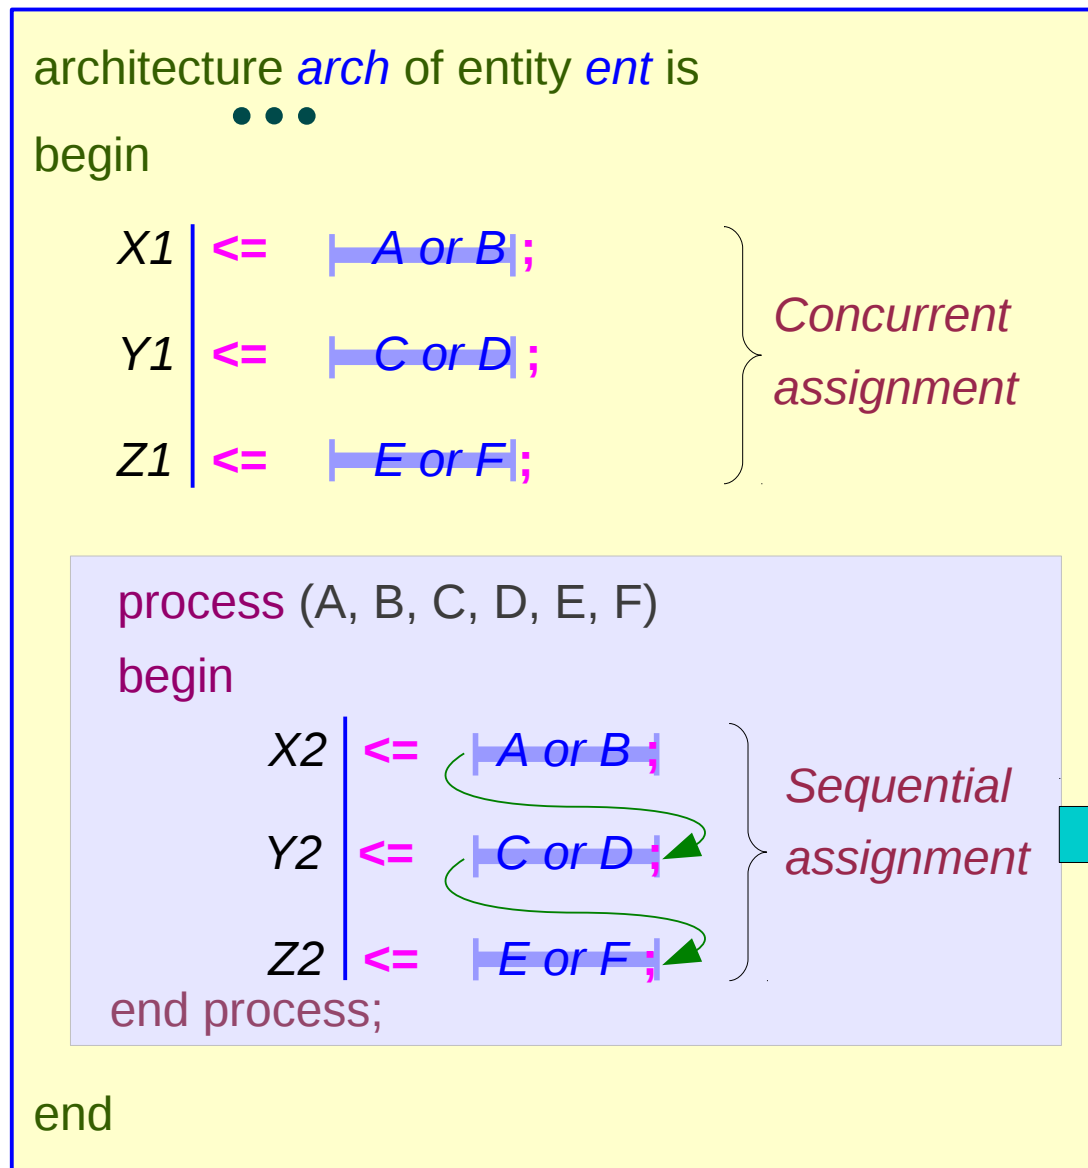 architecture arch of entity ent is
● ● ●
begin
X1 <= A or B ;
Y1 <= C or D ;
Z1 <= E or F ;
Concurrent
assignment
process (A, B, C, D, E, F)
begin
X2 <= A or B ;
Y2 <= C or D ;
Z2 <= E or F ;
Sequential
assignment
end process;
end